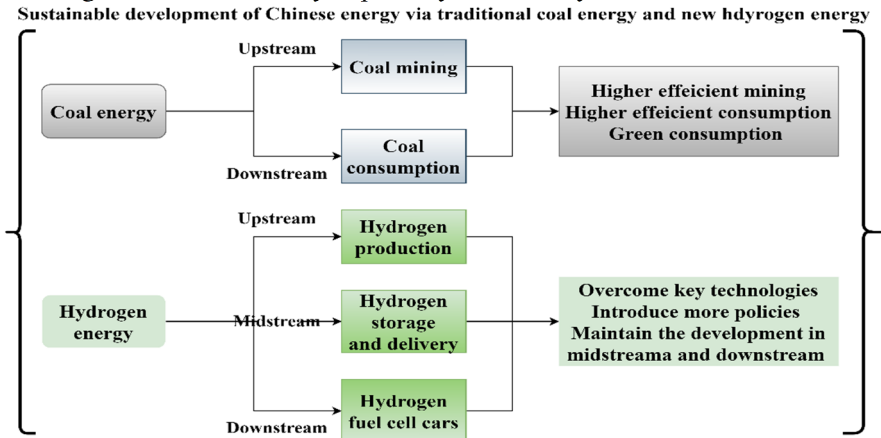 Sustainable development of Chinese energy via traditional coal energy and new hdyrogen energy
Upstream
Coal mining
Coal energy
Higher effeicient mining
Higher effeicient consumption
Green consumption
Coal
consumption
Downstream
Upstream
Hydrogen
production
Hydrogen
energy
Midstream
Hydrogen
storage
and delivery
Overcome key technologies
Introduce more policies
Maintain the development in
midstreama and downstream
Downstream
Hydrogen
fuel cell cars